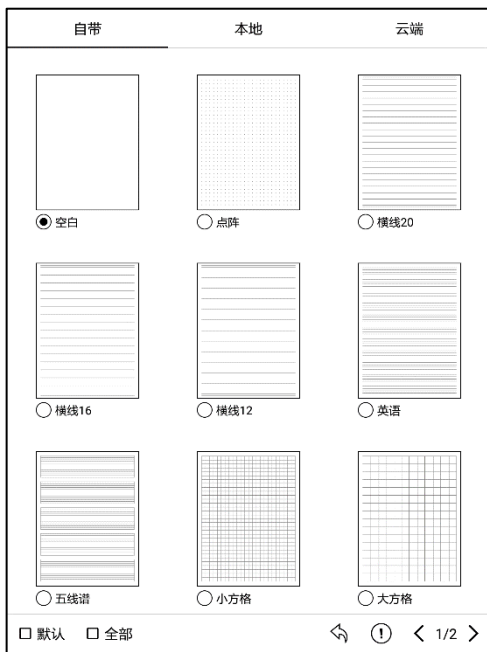 自带 本地 云端
空白 点阵 横线20
横线16 横线12 英语
五线谱 小方格 大方格
默认 全部 1/2